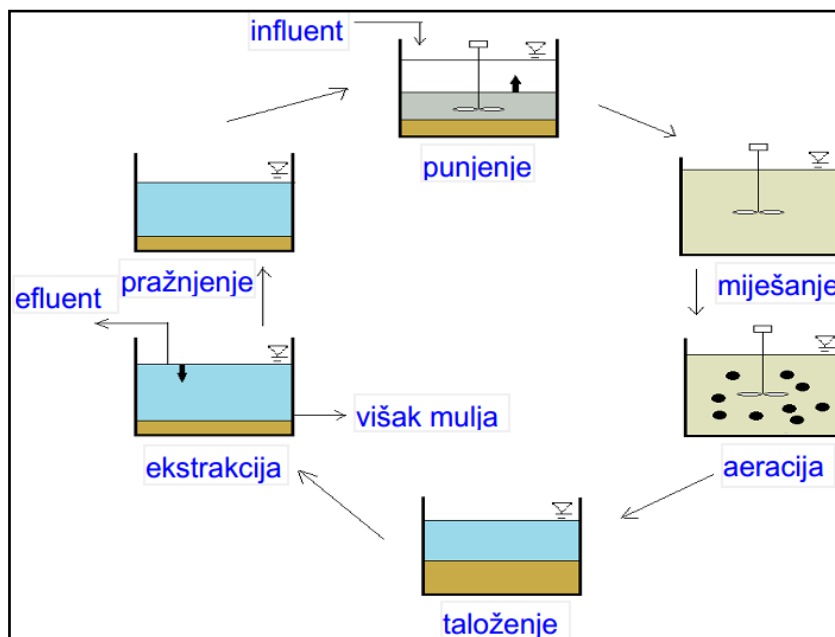 influent
punjenje
pražnjenje
miješanje
efluent
višak mulja
ekstrakcija
aeracija
taloženje